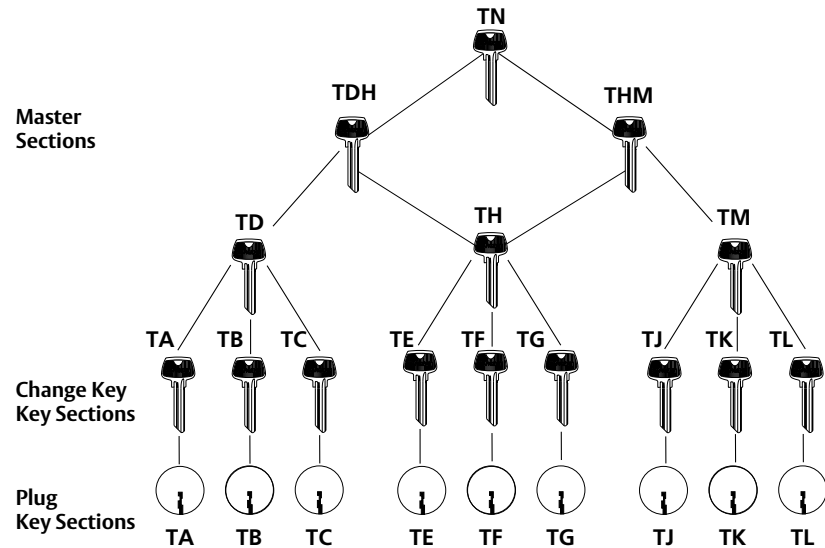 TN
TDH
THM
Master
Sections
TD
TH
TM
TA
TB
TC
TE
TF
TG
TJ
TK
TL
Change Key
Key Sections
Plug
Key Sections
TA
TB
TC
TE
TF
TG
TJ
TK
TL